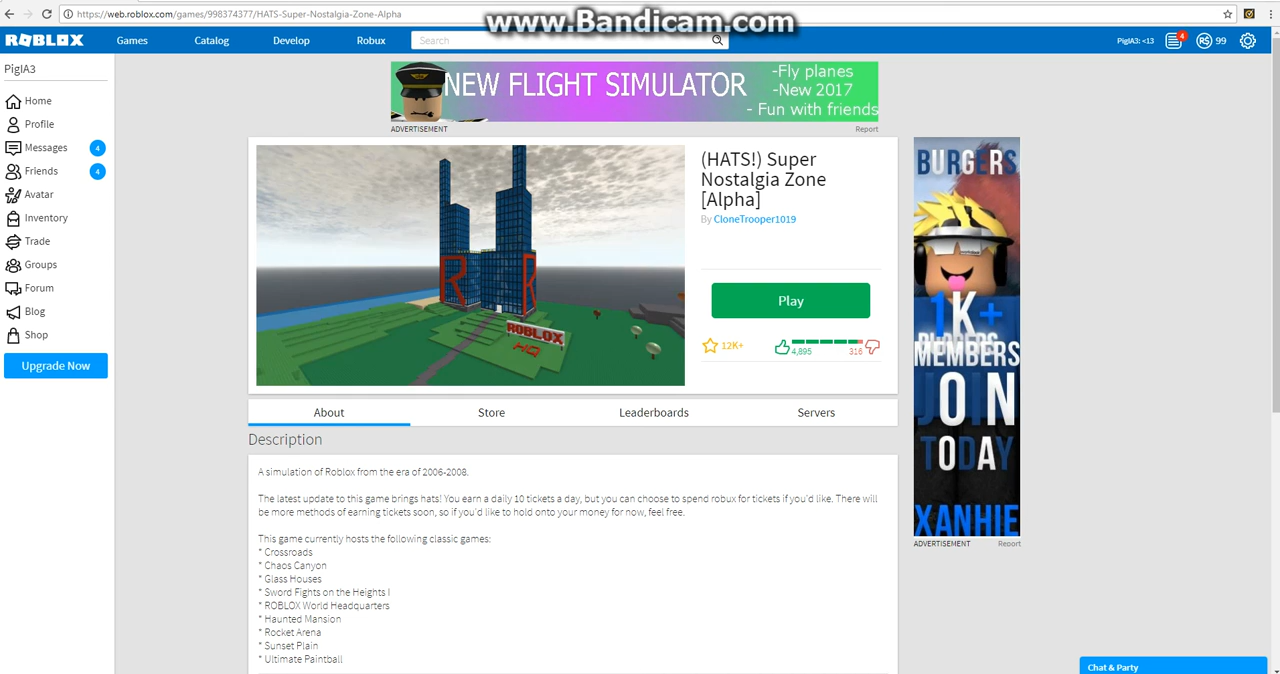 https://web.roblox.com/games/998374377/HATS-Super-Nostalgia-Zone-Alpha
www.Bandicam.com
ROBLOX
Games
Catalog
Develop
Robux
Search
PigIA3: <13
4
R$ 99
PigIA3
Home
Profile
Messages
4
Friends
4
Avatar
Inventory
Trade
Groups
Forum
Blog
Shop
Upgrade Now
NEW FLIGHT SIMULATOR
-Fly planes
-New 2017
- Fun with friends
ADVERTISEMENT
Report
R R
ROBLOX
HQ
(HATS!) Super
Nostalgia Zone
[Alpha]
By CloneTrooper1019
Play
12K+
4,895
316
About
Store
Leaderboards
Servers
Description
A simulation of Roblox from the era of 2006-2008.
The latest update to this game brings hats! You earn a daily 10 tickets a day, but you can choose to spend robux for tickets if you'd like. There will
be more methods of earning tickets soon, so if you'd like to hold onto your money for now, feel free.
This game currently hosts the following classic games:
* Crossroads
* Chaos Canyon
* Glass Houses
* Sword Fights on the Heights I
* ROBLOX World Headquarters
* Haunted Mansion
* Rocket Arena
* Sunset Plain
* Ultimate Paintball
BURGERS
1K+
MEMBERS
JOIN
TODAY
XANHIE
ADVERTISEMENT
Report
Chat & Party